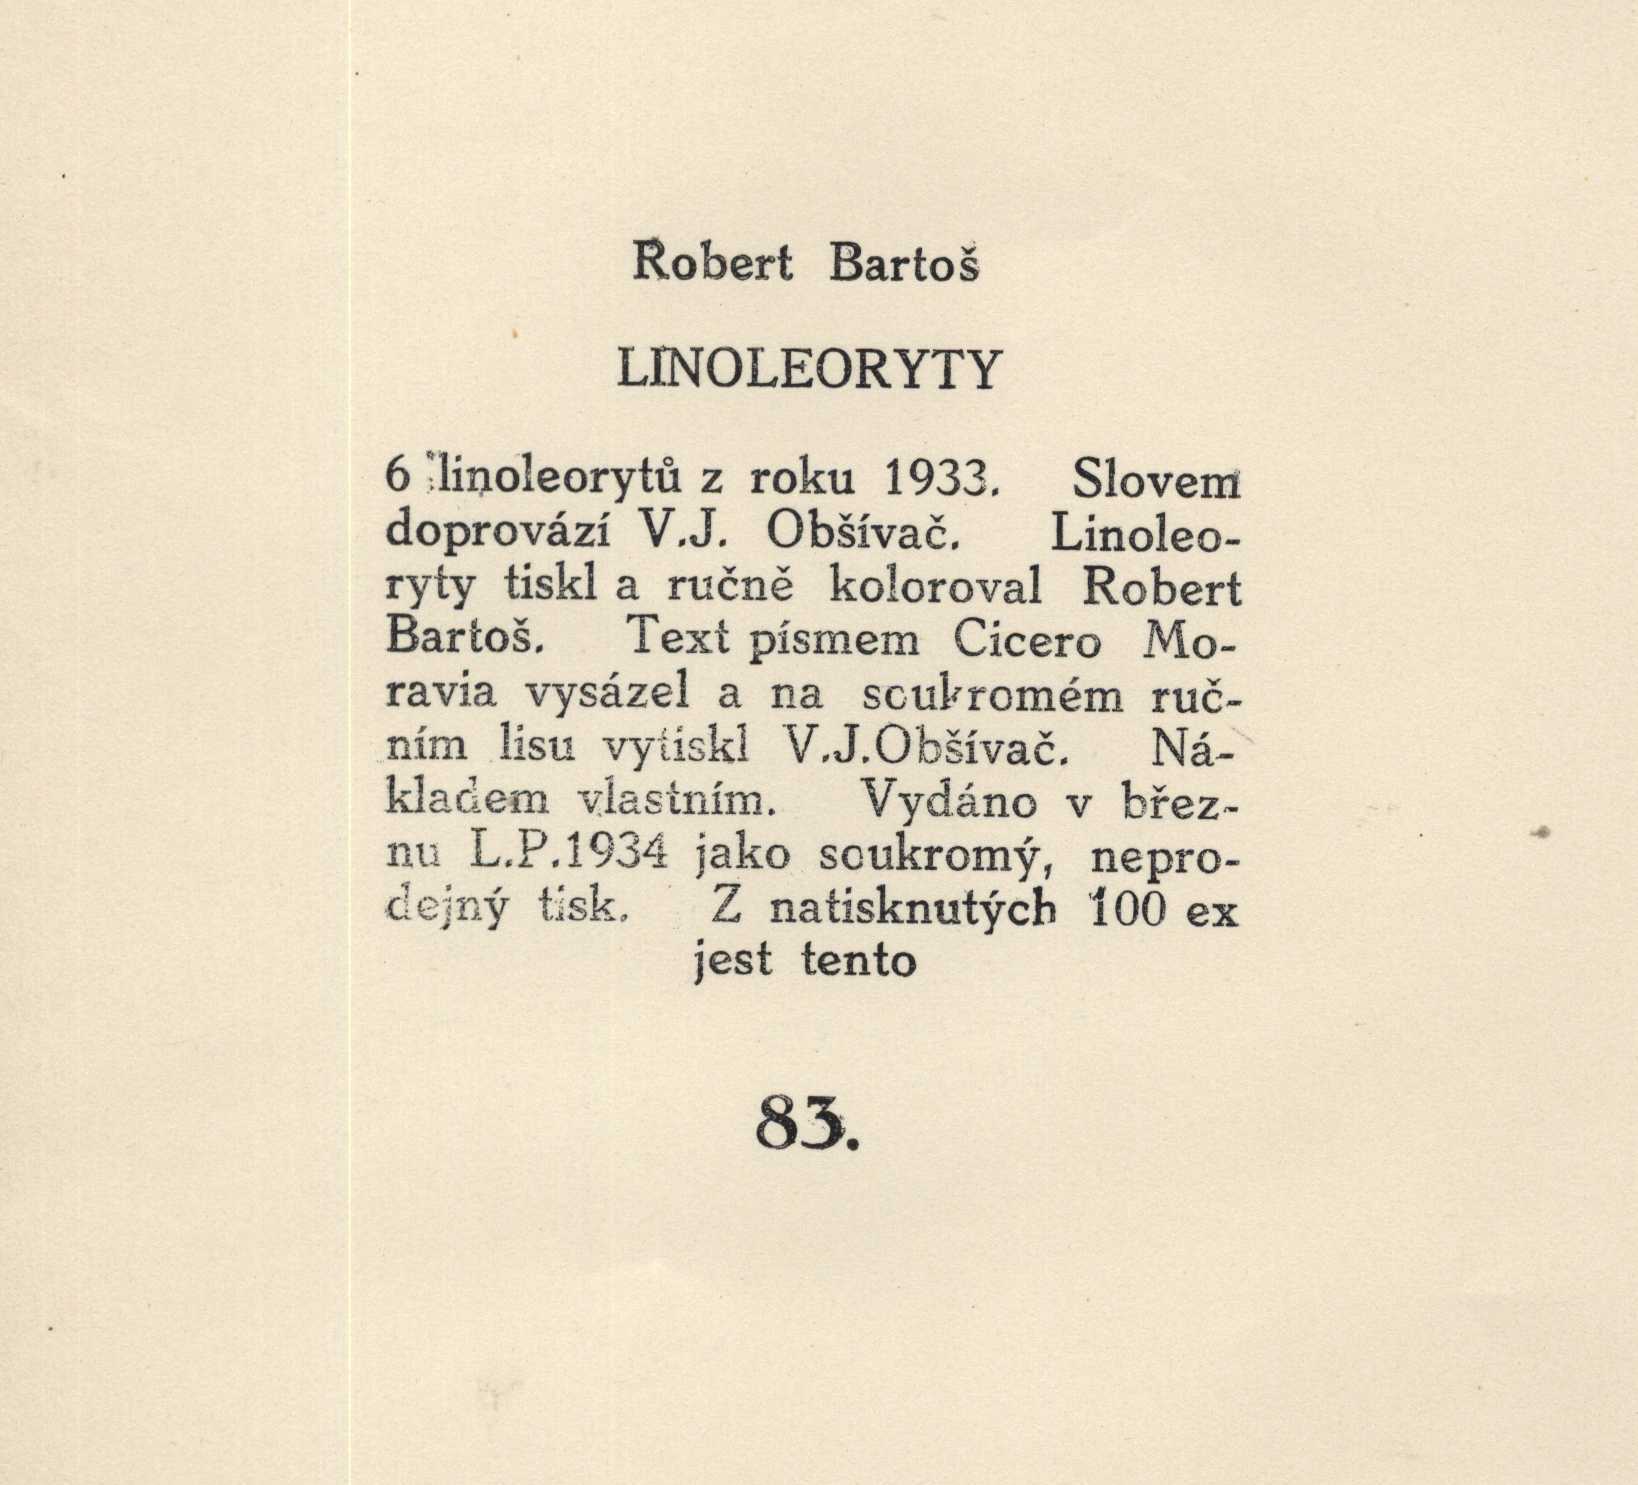 Robert Bartoš
LINOLEORYTY
6 linoleorytů z roku 1933. Slovem
doprovází V.J. Obšívač. Linoleo-
ryty tiskl a ručně koloroval Robert
Bartoš. Text písmem Cicero Mo-
ravia vysázel a na soukromém ruč-
ním lisu vytiskl V.J.Obšívač. Ná-
kladem vlastním. Vydáno v břez-
nu L.P.1934 jako soukromý, nepro-
dejný tisk. Z natisknutých 100 ex
jest tento
83.